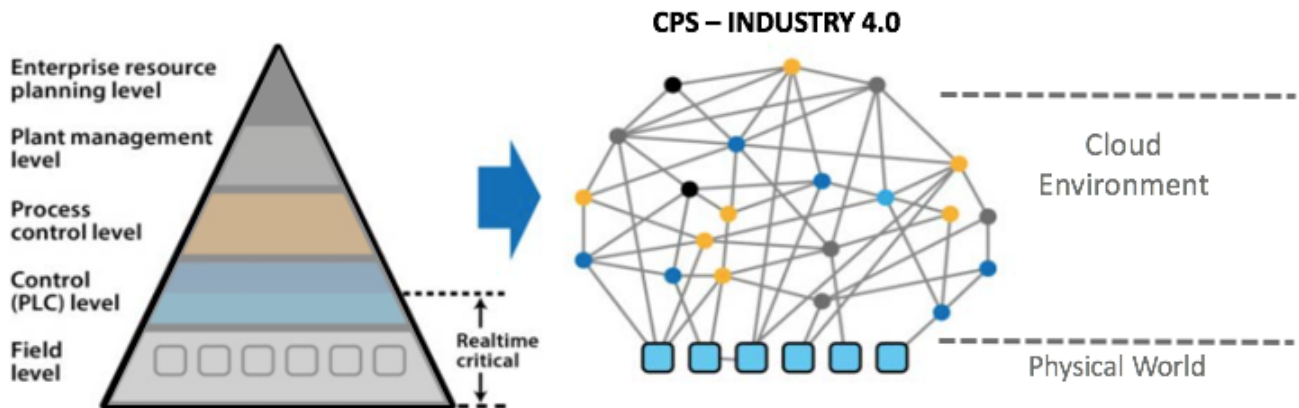 CPS – INDUSTRY 4.0
Enterprise resource
planning level
Plant management
level
Process
control level
Control
(PLC) level
Field
level
Realtime
critical
Cloud
Environment
Physical World